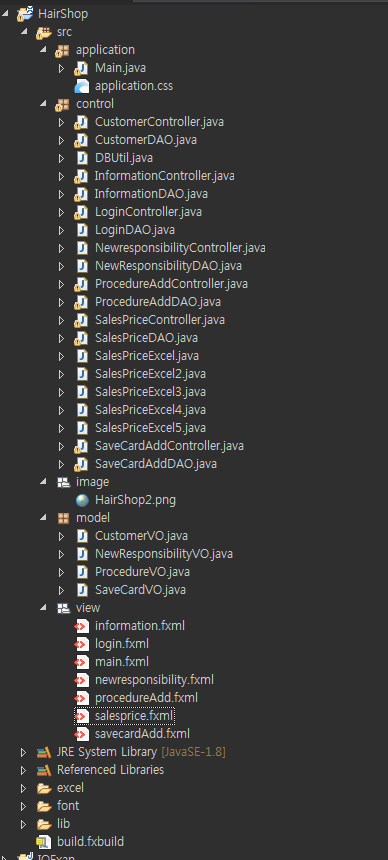 HairShop
src
application
Main.java
application.css
control
CustomerController.java
CustomerDAO.java
DBUtil.java
InformationController.java
InformationDAO.java
LoginController.java
LoginDAO.java
NewresponsibilityController.java
NewResponsibilityDAO.java
ProcedureAddController.java
ProcedureAddDAO.java
SalesPriceController.java
SalesPriceDAO.java
SalesPriceExcel.java
SalesPriceExcel2.java
SalesPriceExcel3.java
SalesPriceExcel4.java
SalesPriceExcel5.java
SaveCardAddController.java
SaveCardAddDAO.java
image
HairShop2.png
model
CustomerVO.java
NewResponsibilityVO.java
ProcedureVO.java
SaveCardVO.java
view
information.fxml
login.fxml
main.fxml
newresponsibility.fxml
procedureAdd.fxml
salesprice.fxml
savecardAdd.fxml
JRE System Library [JavaSE-1.8]
Referenced Libraries
excel
font
lib
build.fxbuild